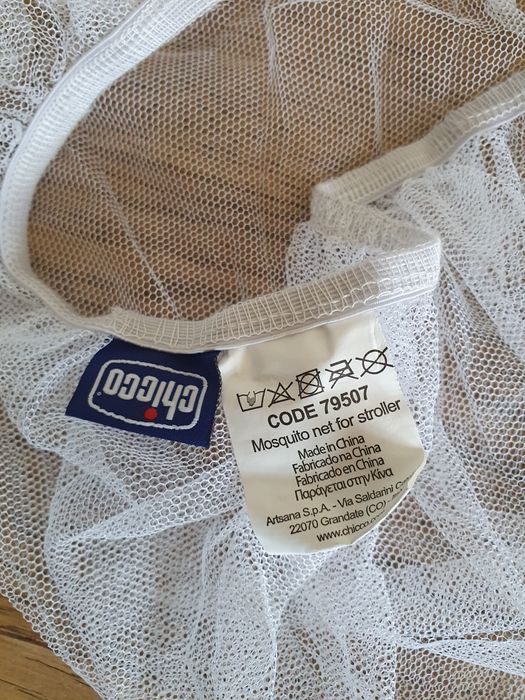 chicco
CODE 79507
Mosquito net for stroller
Made in China
Fabricado na China
Fabricado en China
Παράγεται στην Κίνα
Artsana S.p.A. - Via Saldarini
22070 Grandate (CO) -
www.chicco.